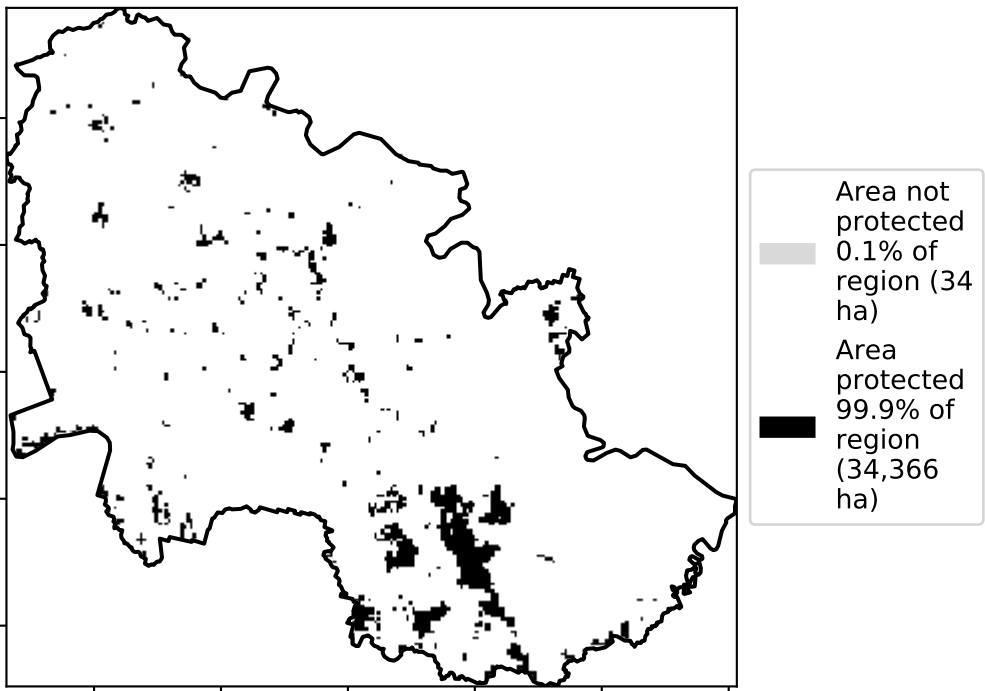 Area not
protected
0.1% of
region (34
ha)
Area
protected
99.9% of
region
(34,366
ha)